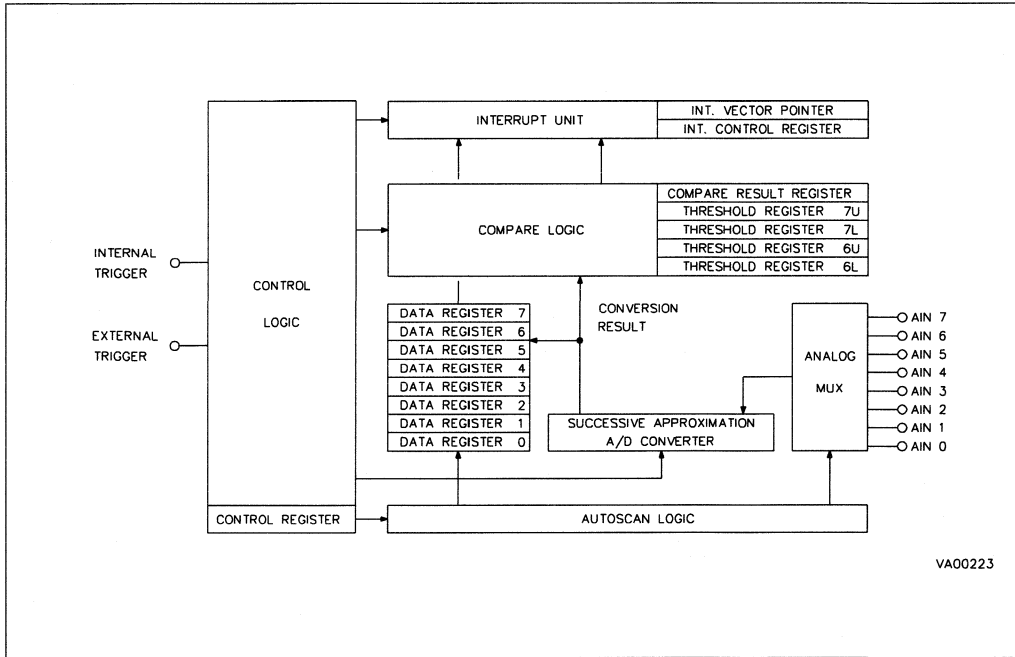 INTERRUPT UNIT
INT. VECTOR POINTER
INT. CONTROL REGISTER
COMPARE LOGIC
COMPARE RESULT REGISTER
THRESHOLD REGISTER 7U
THRESHOLD REGISTER 7L
THRESHOLD REGISTER 6U
THRESHOLD REGISTER 6L
INTERNAL
TRIGGER
EXTERNAL
TRIGGER
CONTROL
LOGIC
DATA REGISTER 7
DATA REGISTER 6
DATA REGISTER 5
DATA REGISTER 4
DATA REGISTER 3
DATA REGISTER 2
DATA REGISTER 1
DATA REGISTER 0
CONVERSION
RESULT
SUCCESSIVE APPROXIMATION
A/D CONVERTER
ANALOG
MUX
AIN 7
AIN 6
AIN 5
AIN 4
AIN 3
AIN 2
AIN 1
AIN 0
CONTROL REGISTER
AUTOSCAN LOGIC
VA00223